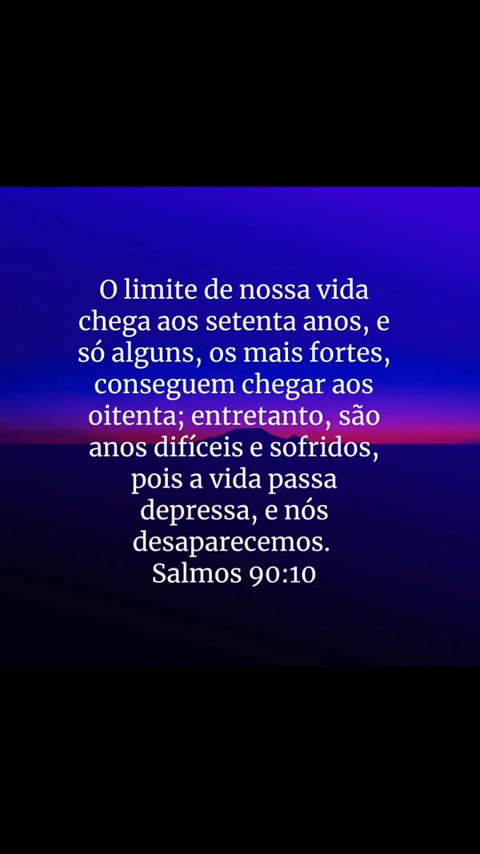 O limite de nossa vida
chega aos setenta anos, e
só alguns, os mais fortes,
conseguem chegar aos
oitenta; entretanto, são
anos difíceis e sofridos,
pois a vida passa
depressa, e nós
desaparecemos.
Salmos 90:10